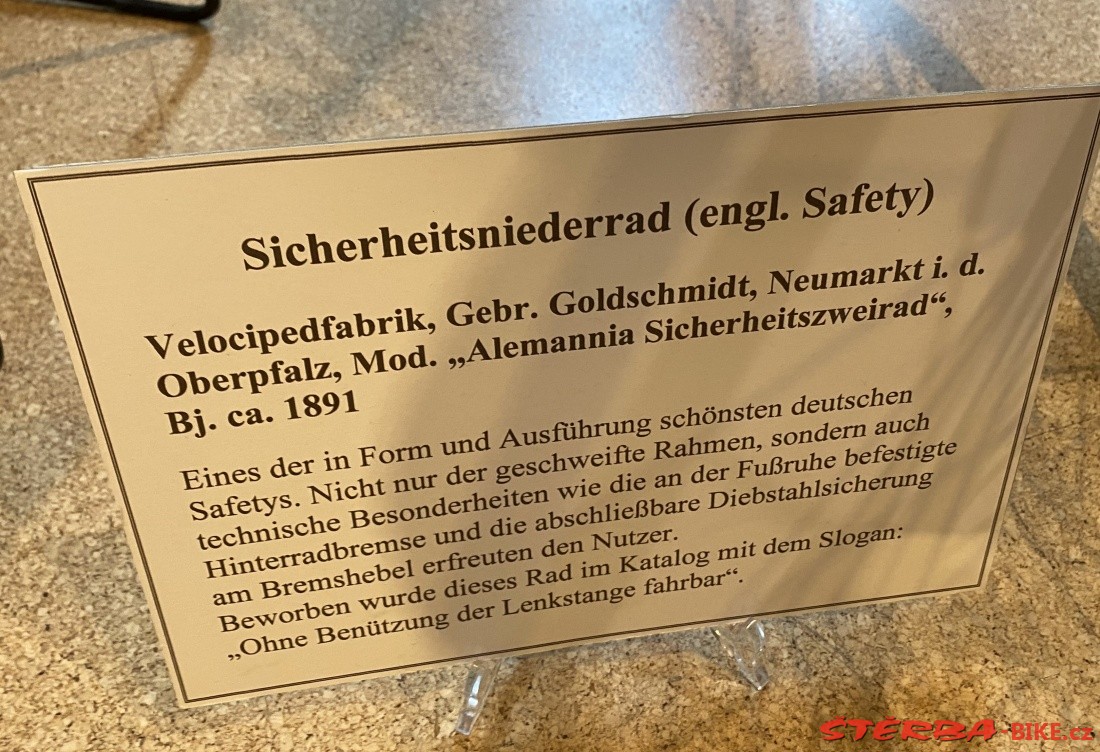 Sicherheitsniederrad (engl. Safety)
Velocipedfabrik, Gebr. Goldschmidt, Neumarkt i. d.
Oberpfalz, Mod. „Alemannia Sicherheitszweirad“,
Bj. ca. 1891
Eines der in Form und Ausführung schönsten deutschen
Safetys. Nicht nur der geschweifte Rahmen, sondern auch
technische Besonderheiten wie die an der Fußruhe befestigte
Hinterradbremse und die abschließbare Diebstahlsicherung
am Bremshebel erfreuten den Nutzer.
Beworben wurde dieses Rad im Katalog mit dem Slogan:
„Ohne Benützung der Lenkstange fahrbar“.
STERBA-BIKE.cz